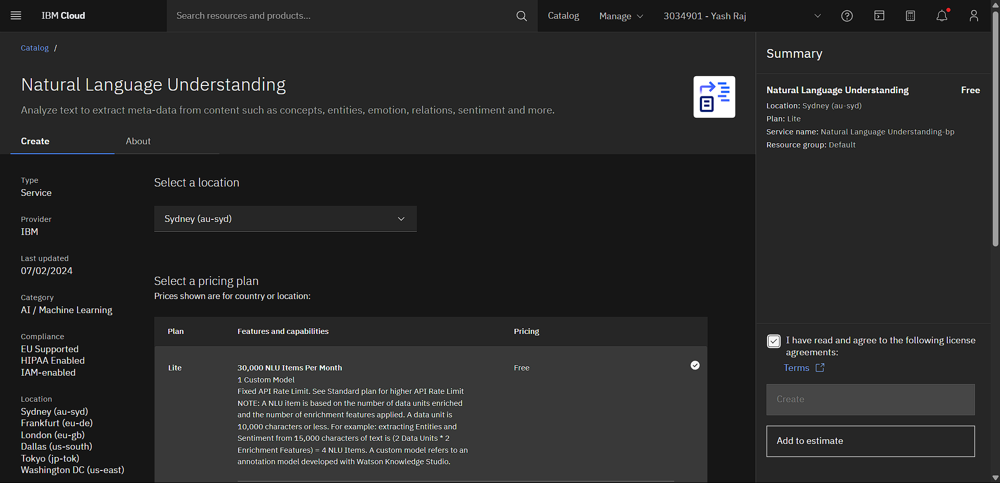 IBM Cloud
Search resources and products...
Catalog
Manage
3034901 - Yash Raj
Catalog /
Natural Language Understanding
Analyze text to extract meta-data from content such as concepts, entities, emotion, relations, sentiment and more.
Create
About
Type
Service
Provider
IBM
Last updated
07/02/2024
Category
AI / Machine Learning
Compliance
EU Supported
HIPAA Enabled
IAM-enabled
Location
Sydney (au-syd)
Frankfurt (eu-de)
London (eu-gb)
Dallas (us-south)
Tokyo (jp-tok)
Washington DC (us-east)
Select a location
Sydney (au-syd)
Select a pricing plan
Prices shown are for country or location:
Plan
Features and capabilities
Pricing
Lite
30,000 NLU Items Per Month
1 Custom Model
Fixed API Rate Limit. See Standard plan for higher API Rate Limit
NOTE: A NLU item is based on the number of data units enriched
and the number of enrichment features applied. A data unit is
10,000 characters or less. For example: extracting Entities and
Sentiment from 15,000 characters of text is (2 Data Units * 2
Enrichment Features) = 4 NLU Items. A custom model refers to an
annotation model developed with Watson Knowledge Studio.
Free
Summary
Natural Language Understanding
Free
Location: Sydney (au-syd)
Plan: Lite
Service name: Natural Language Understanding-bp
Resource group: Default
I have read and agree to the following license
agreements:
Terms
Create
Add to estimate